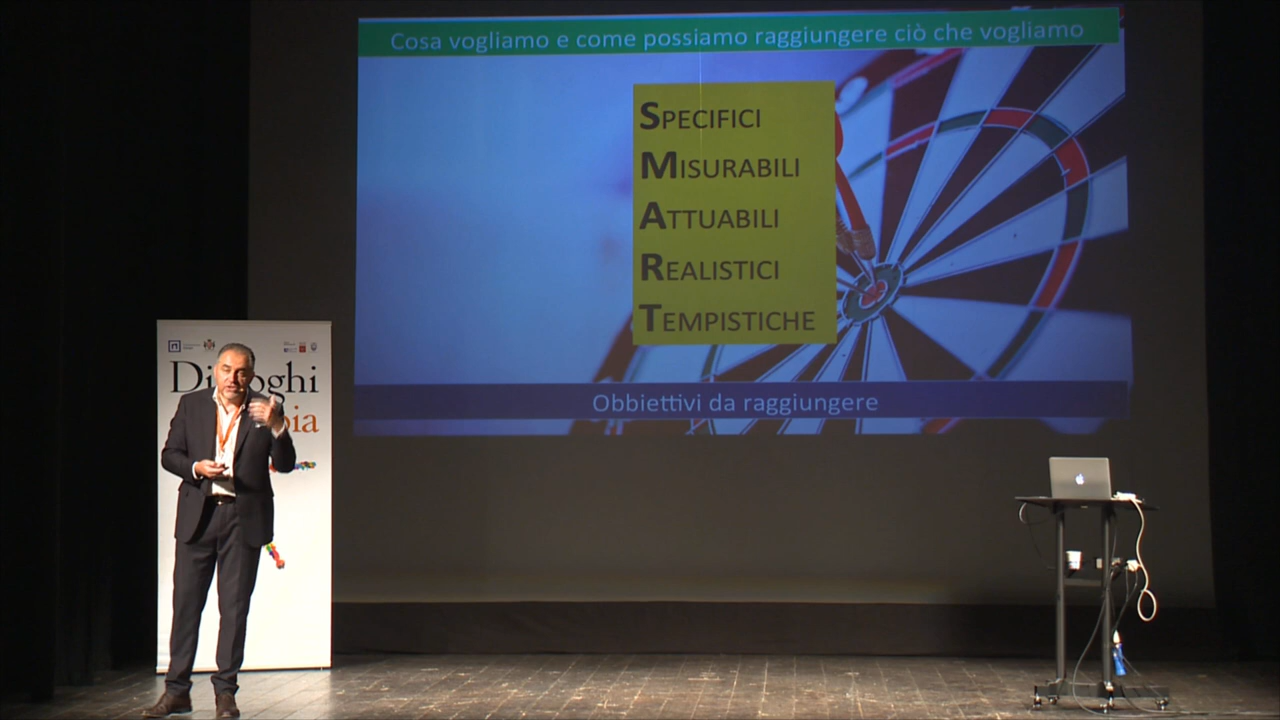 Cosa vogliamo e come possiamo raggiungere ciò che vogliamo
SPECIFICI
MISURABILI
ATTUABILI
REALISTICI
TEMPISTICHE
Obbiettivi da raggiungere